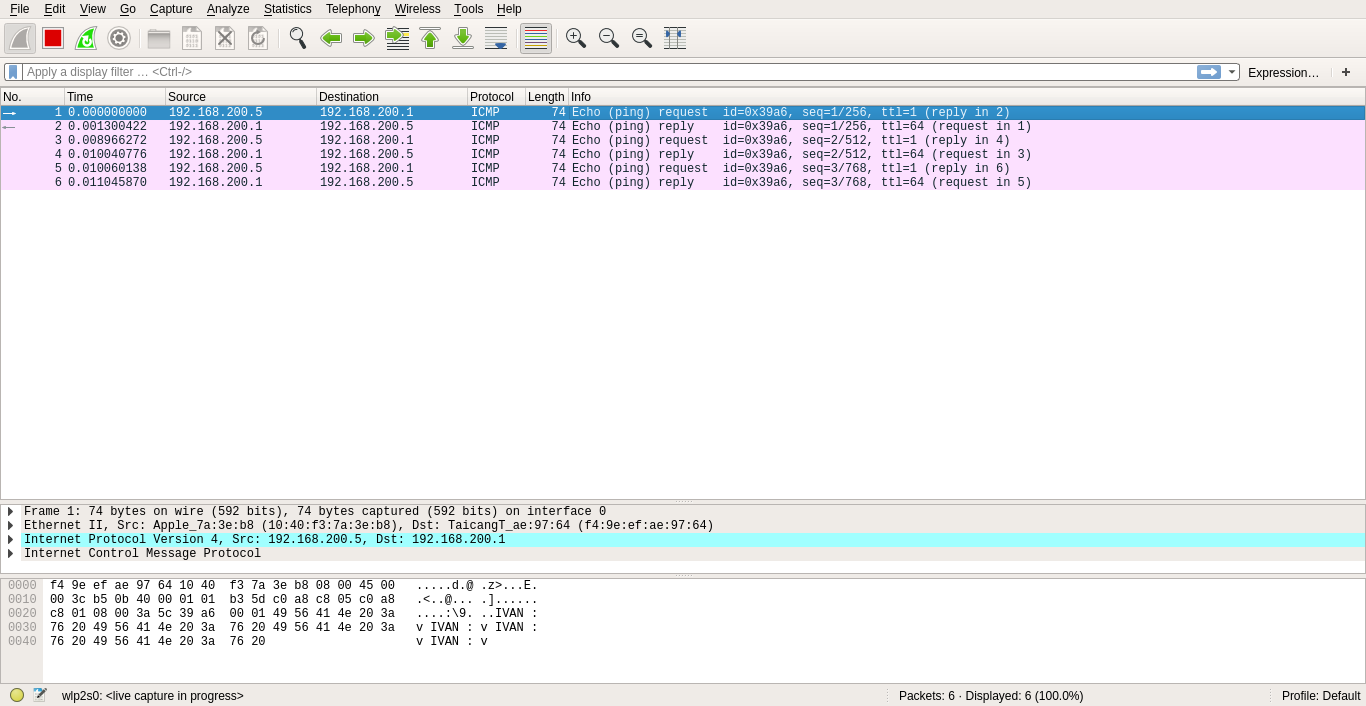 File Edit View Go Capture Analyze Statistics Telephony Wireless Tools Help
Apply a display filter … <Ctrl-/> Expression… +
No. Time Source Destination Protocol Length Info
1 0.000000000 192.168.200.5 192.168.200.1 ICMP 74 Echo (ping) request id=0x39a6, seq=1/256, ttl=1 (reply in 2)
2 0.001300422 192.168.200.1 192.168.200.5 ICMP 74 Echo (ping) reply id=0x39a6, seq=1/256, ttl=64 (request in 1)
3 0.008966272 192.168.200.5 192.168.200.1 ICMP 74 Echo (ping) request id=0x39a6, seq=2/512, ttl=1 (reply in 4)
4 0.010040776 192.168.200.1 192.168.200.5 ICMP 74 Echo (ping) reply id=0x39a6, seq=2/512, ttl=64 (request in 3)
5 0.010060138 192.168.200.5 192.168.200.1 ICMP 74 Echo (ping) request id=0x39a6, seq=3/768, ttl=1 (reply in 6)
6 0.011045870 192.168.200.1 192.168.200.5 ICMP 74 Echo (ping) reply id=0x39a6, seq=3/768, ttl=64 (request in 5)
Frame 1: 74 bytes on wire (592 bits), 74 bytes captured (592 bits) on interface 0
Ethernet II, Src: Apple_7a:3e:b8 (10:40:f3:7a:3e:b8), Dst: TaicangT_ae:97:64 (f4:9e:ef:ae:97:64)
Internet Protocol Version 4, Src: 192.168.200.5, Dst: 192.168.200.1
Internet Control Message Protocol
0000 f4 9e ef ae 97 64 10 40 f3 7a 3e b8 08 00 45 00 .....d.@ .z>...E.
0010 00 3c b5 0b 40 00 01 01 b3 5d c0 a8 c8 05 c0 a8 .<..@... .]......
0020 c8 01 08 00 3a 5c 39 a6 00 01 49 56 41 4e 20 3a ....:\9. ..IVAN :
0030 76 20 49 56 41 4e 20 3a 76 20 49 56 41 4e 20 3a v IVAN : v IVAN :
0040 76 20 49 56 41 4e 20 3a 76 20 v IVAN : v
wlp2s0: <live capture in progress> Packets: 6 · Displayed: 6 (100.0%) Profile: Default